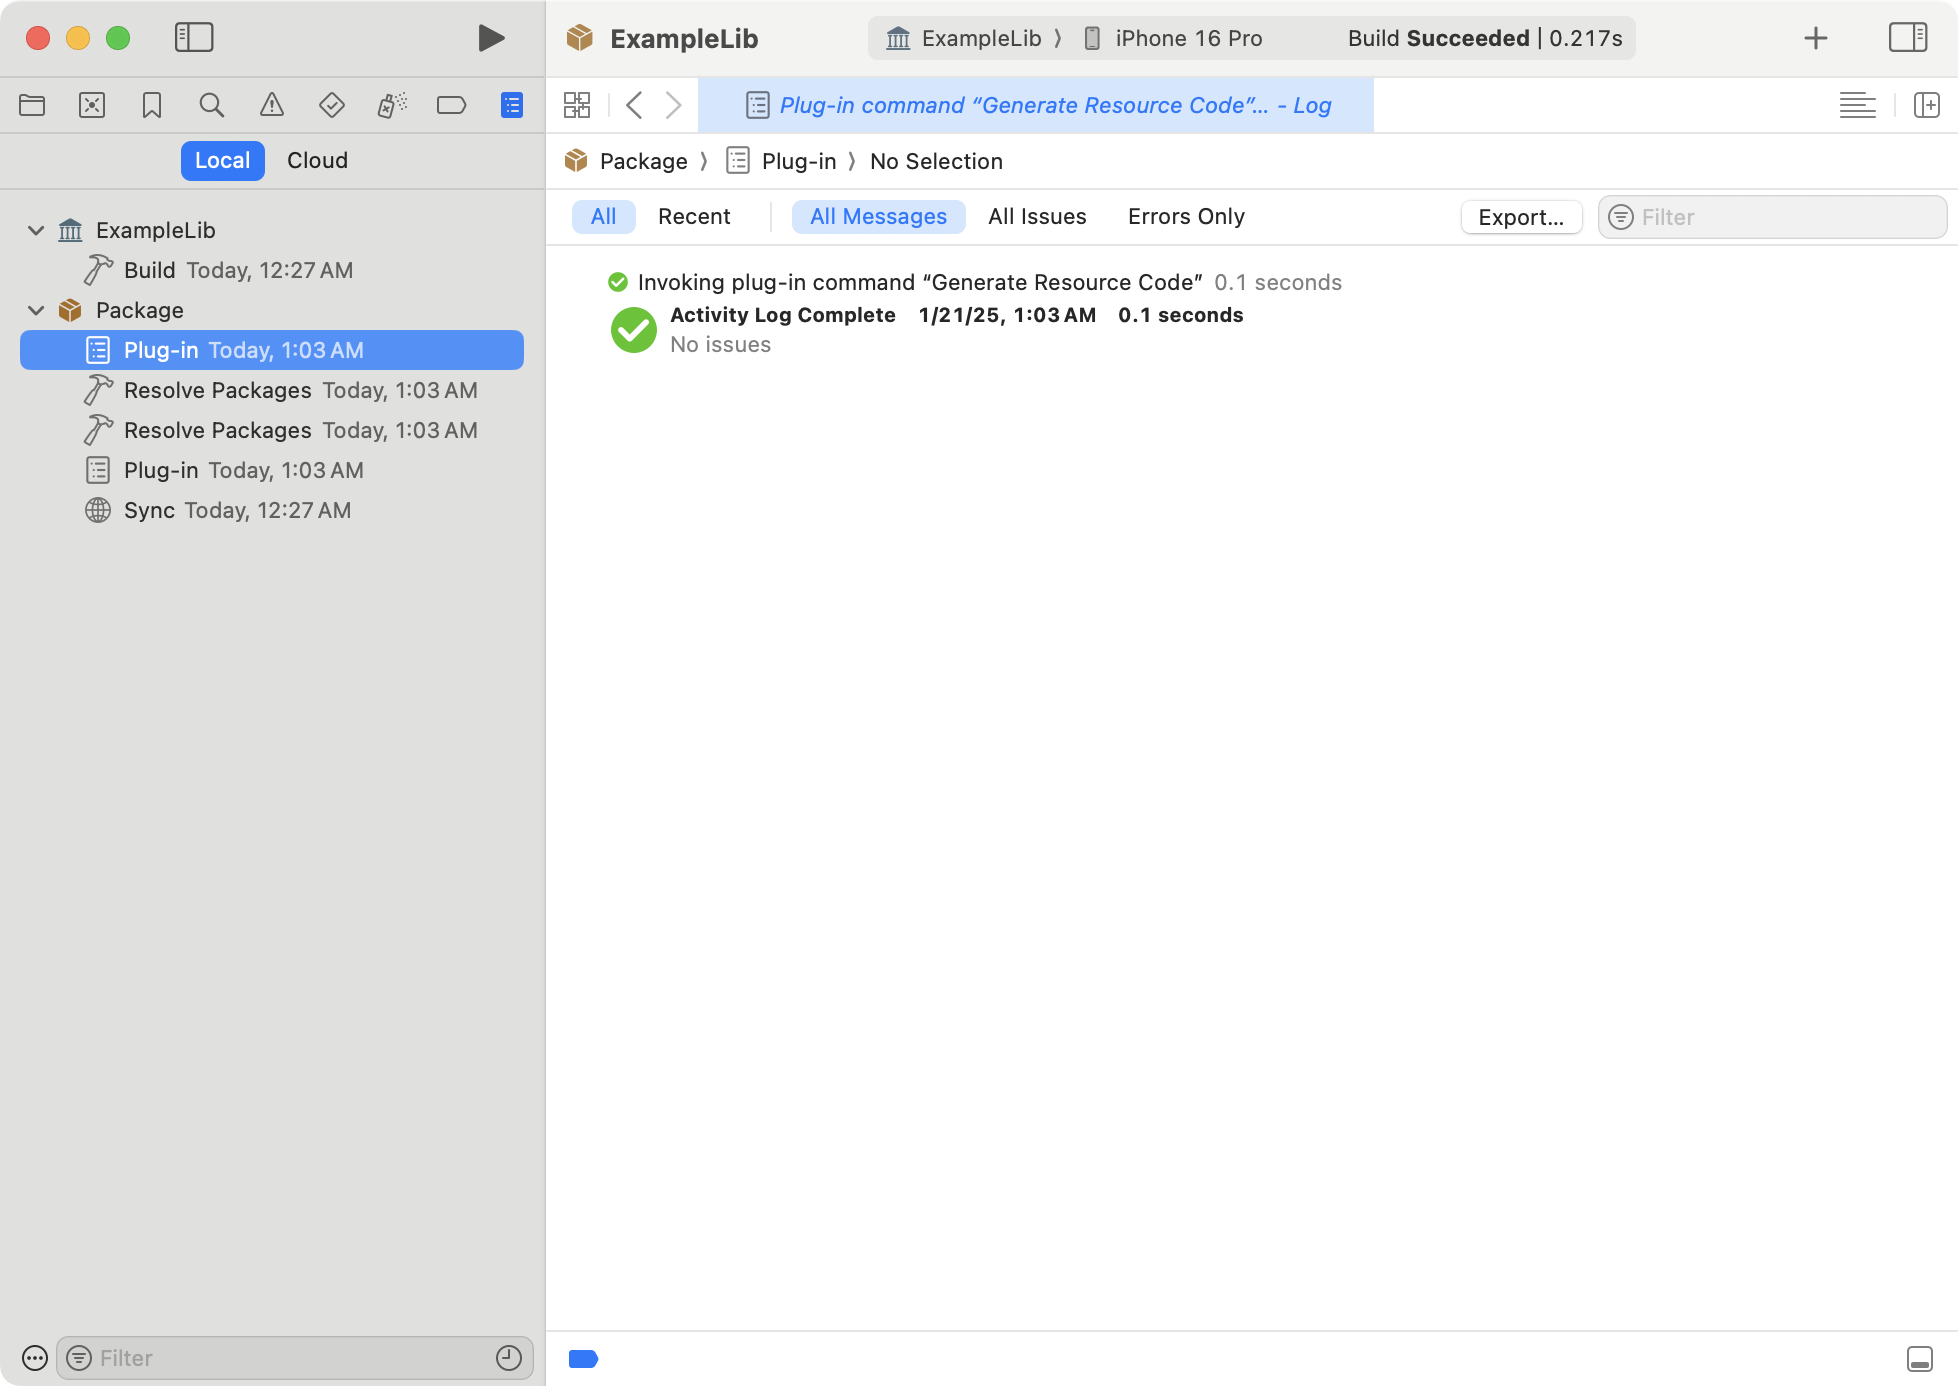 ExampleLib
ExampleLib 〉 iPhone 16 Pro
Build Succeeded | 0.217s
Plug-in command “Generate Resource Code”... - Log
Local Cloud
Package 〉 Plug-in 〉 No Selection
All Recent All Messages All Issues Errors Only Export... Filter
ExampleLib
Build Today, 12:27 AM
Package
Plug-in Today, 1:03 AM
Resolve Packages Today, 1:03 AM
Resolve Packages Today, 1:03 AM
Plug-in Today, 1:03 AM
Sync Today, 12:27 AM
Invoking plug-in command “Generate Resource Code” 0.1 seconds
Activity Log Complete 1/21/25, 1:03 AM 0.1 seconds
No issues
Filter